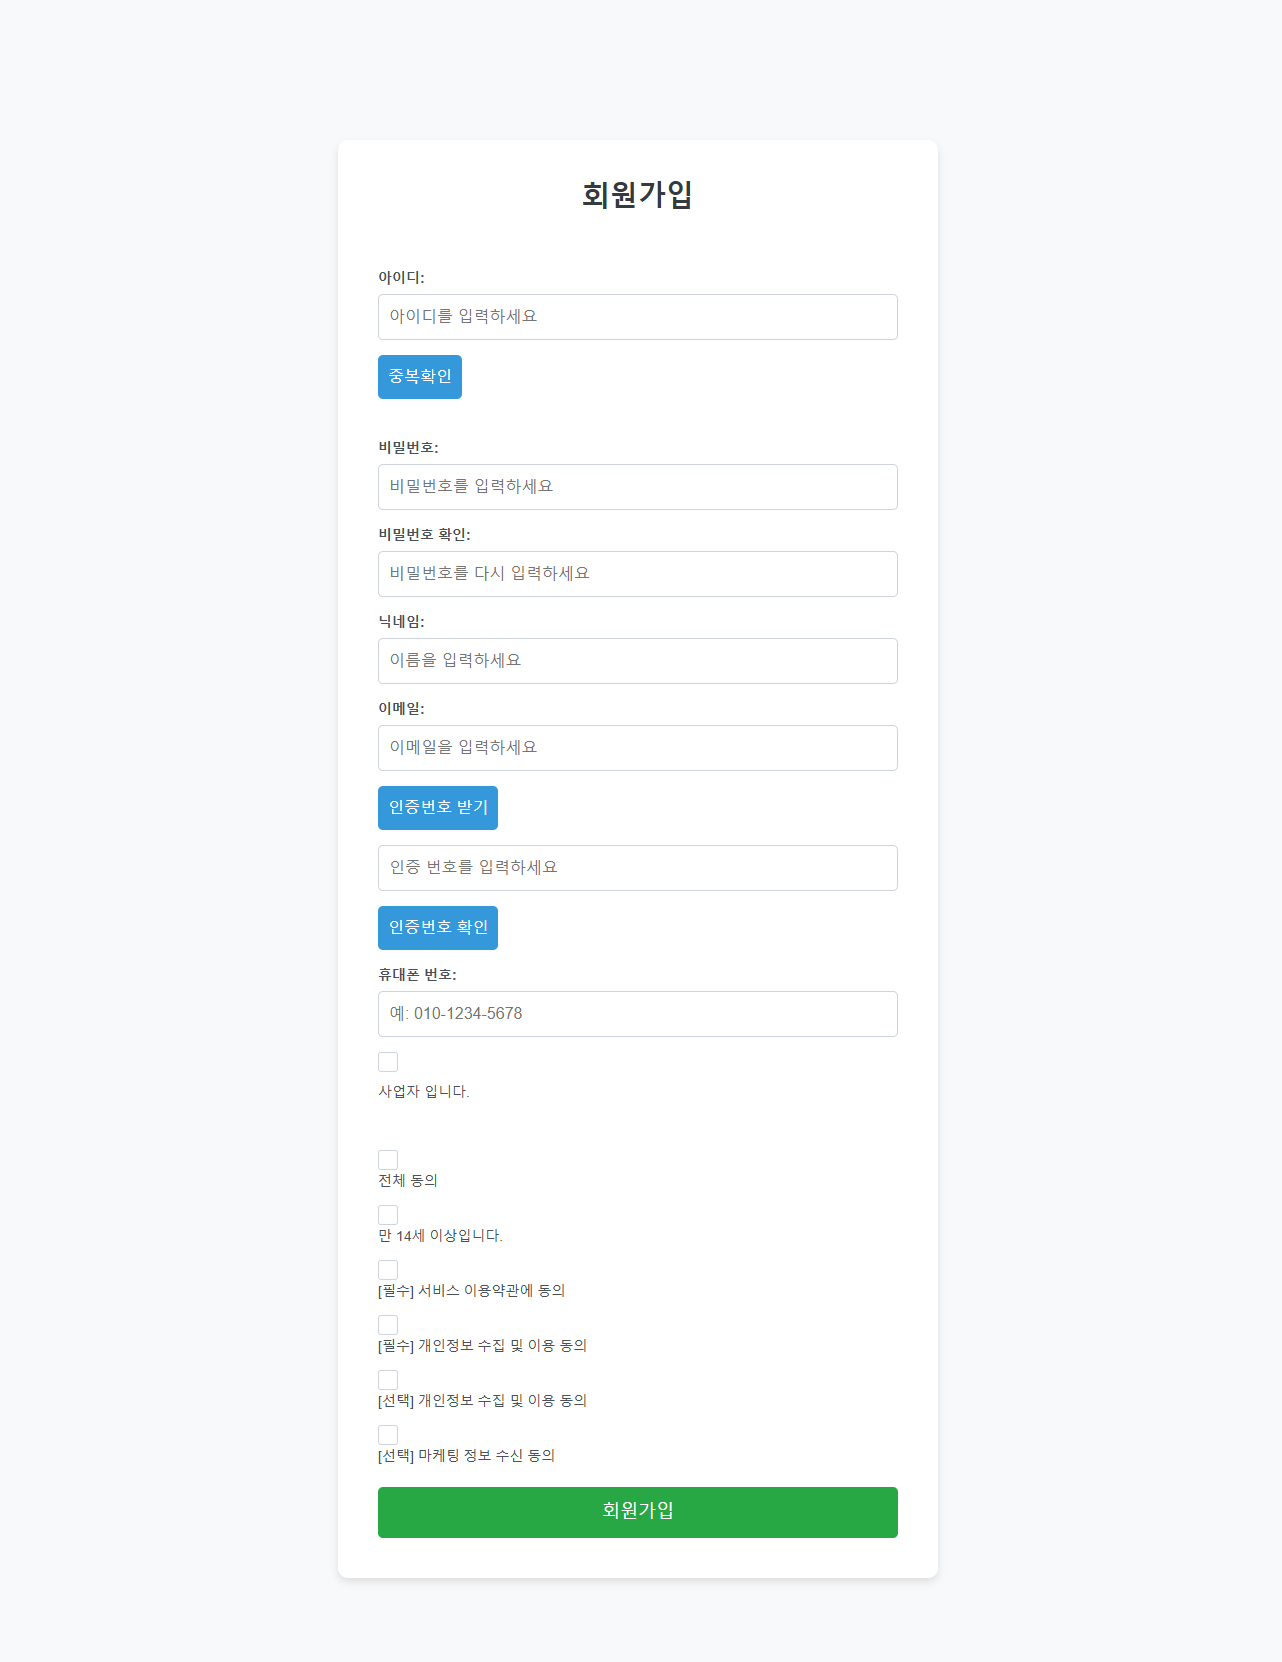 회원가입
아이디:
아이디를 입력하세요
중복확인
비밀번호:
비밀번호를 입력하세요
비밀번호 확인:
비밀번호를 다시 입력하세요
닉네임:
이름을 입력하세요
이메일:
이메일을 입력하세요
인증번호 받기
인증 번호를 입력하세요
인증번호 확인
휴대폰 번호:
예: 010-1234-5678
사업자 입니다.
전체 동의
만 14세 이상입니다.
[필수] 서비스 이용약관에 동의
[필수] 개인정보 수집 및 이용 동의
[선택] 개인정보 수집 및 이용 동의
[선택] 마케팅 정보 수신 동의
회원가입